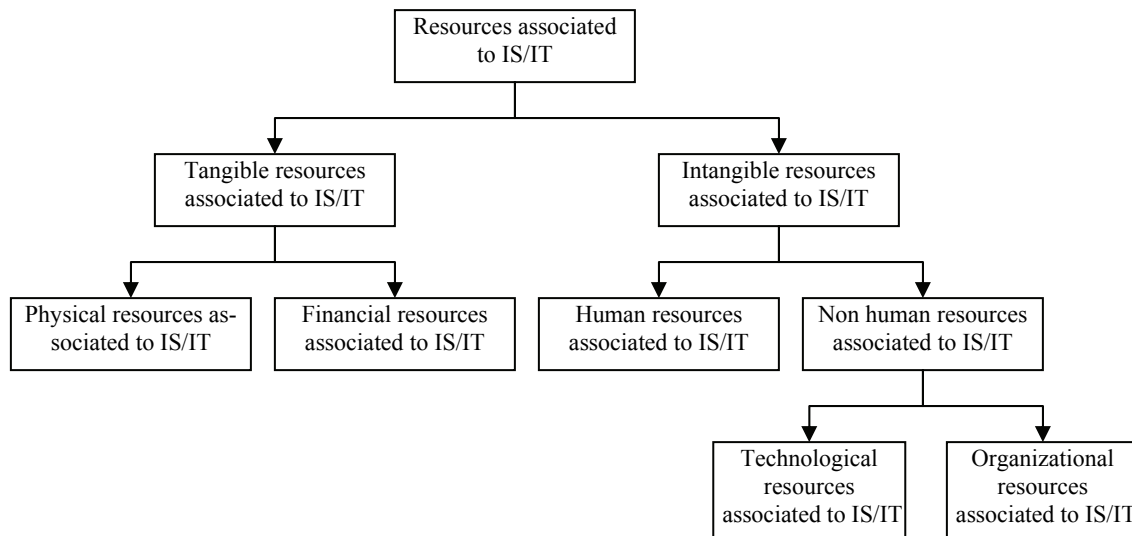 Resources associated
to IS/IT
Tangible resources
associated to IS/IT
Intangible resources
associated to IS/IT
Physical resources as-
sociated to IS/IT
Financial resources
associated to IS/IT
Human resources
associated to IS/IT
Non human resources
associated to IS/IT
Technological
resources
associated to IS/IT
Organizational
resources
associated to IS/IT